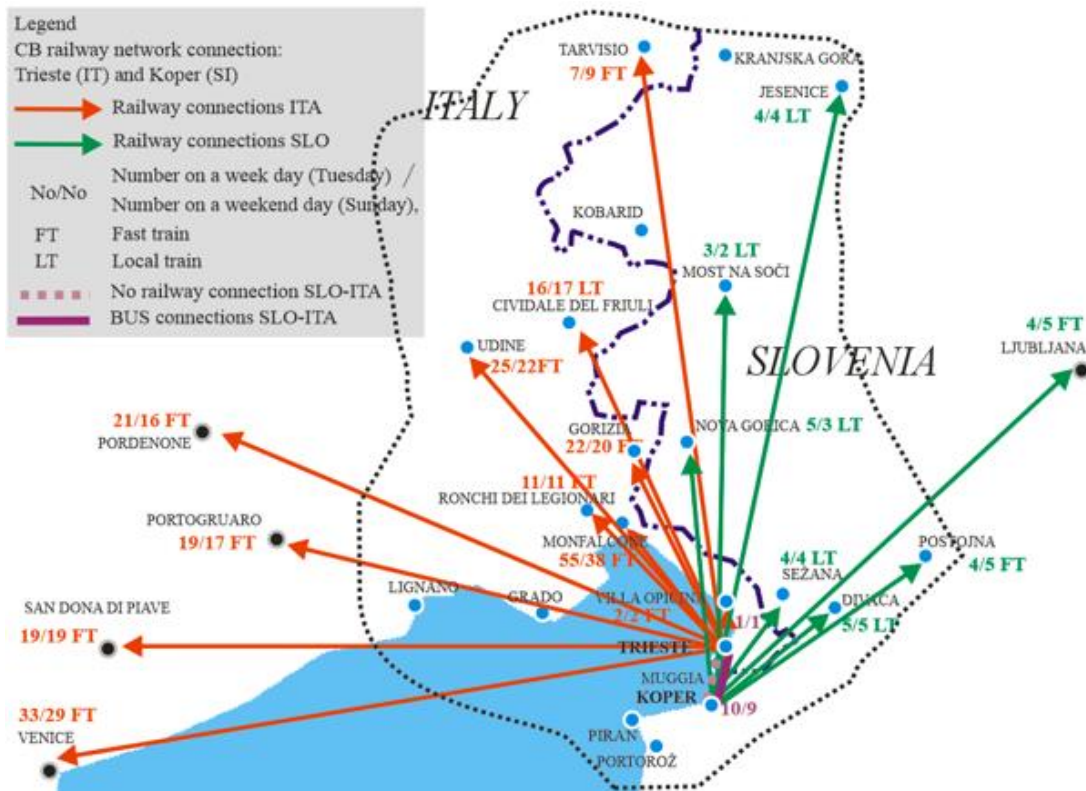 Legend
CB railway network connection:
Trieste (IT) and Koper (SI)
Railway connections ITA
Railway connections SLO
No/No Number on a week day (Tuesday) /
Number on a weekend day (Sunday),
FT Fast train
LT Local train
No railway connection SLO-ITA
BUS connections SLO-ITA
ITALY
TARVISIO
7/9 FT
KRANJSKA GORA
JESENICE
4/4 LT
KOBARID
3/2 LT
MOST NA SOČI
16/17 LT
CIVIDALE DEL FRIULI
UDINE
25/22FT
SLOVENIA
4/5 FT
LJUBLJANA
21/16 FT
PORDENONE
GORIZIA
22/20 FT
NOVA GORICA 5/3 LT
11/11 FT
RONCHI DEI LEGIONARI
PORTOGRUARO
19/17 FT
MONFALCONE
55/38 FT
4/4 LT
SEŽANA
POSTOJNA
4/5 FT
LIGNANO
GRADO
VILLA OPICINA
2/2 FT
1/1
DIVAČA
5/5 LT
SAN DONA DI PIAVE
19/19 FT
TRIESTE
MUGGIA
KOPER
10/9
33/29 FT
VENICE
PIRAN
PORTOROŽ